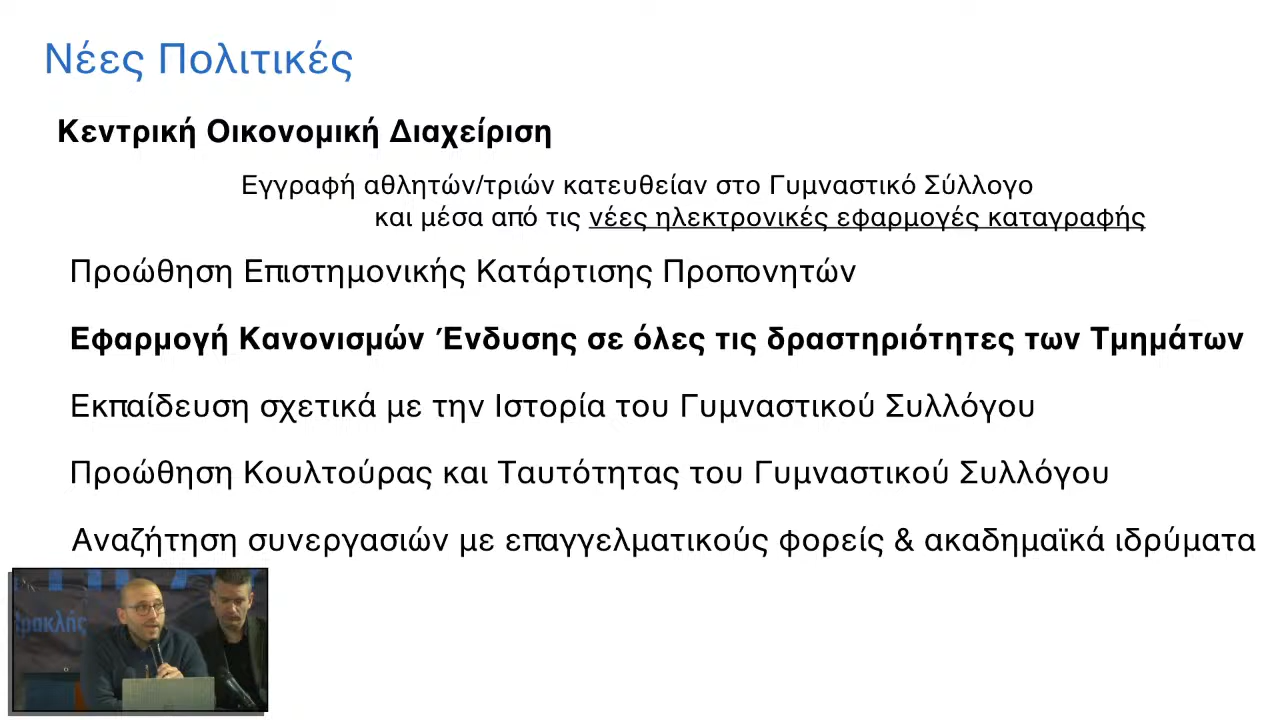 Νέες Πολιτικές
Κεντρική Οικονομική Διαχείριση
Εγγραφή αθλητών/τριών κατευθείαν στο Γυμναστικό Σύλλογο
και μέσα από τις νέες ηλεκτρονικές εφαρμογές καταγραφής
Προώθηση Επιστημονικής Κατάρτισης Προπονητών
Εφαρμογή Κανονισμών Ένδυσης σε όλες τις δραστηριότητες των Τμημάτων
Εκπαίδευση σχετικά με την Ιστορία του Γυμναστικού Συλλόγου
Προώθηση Κουλτούρας και Ταυτότητας του Γυμναστικού Συλλόγου
Αναζήτηση συνεργασιών με επαγγελματικούς φορείς & ακαδημαϊκά ιδρύματα